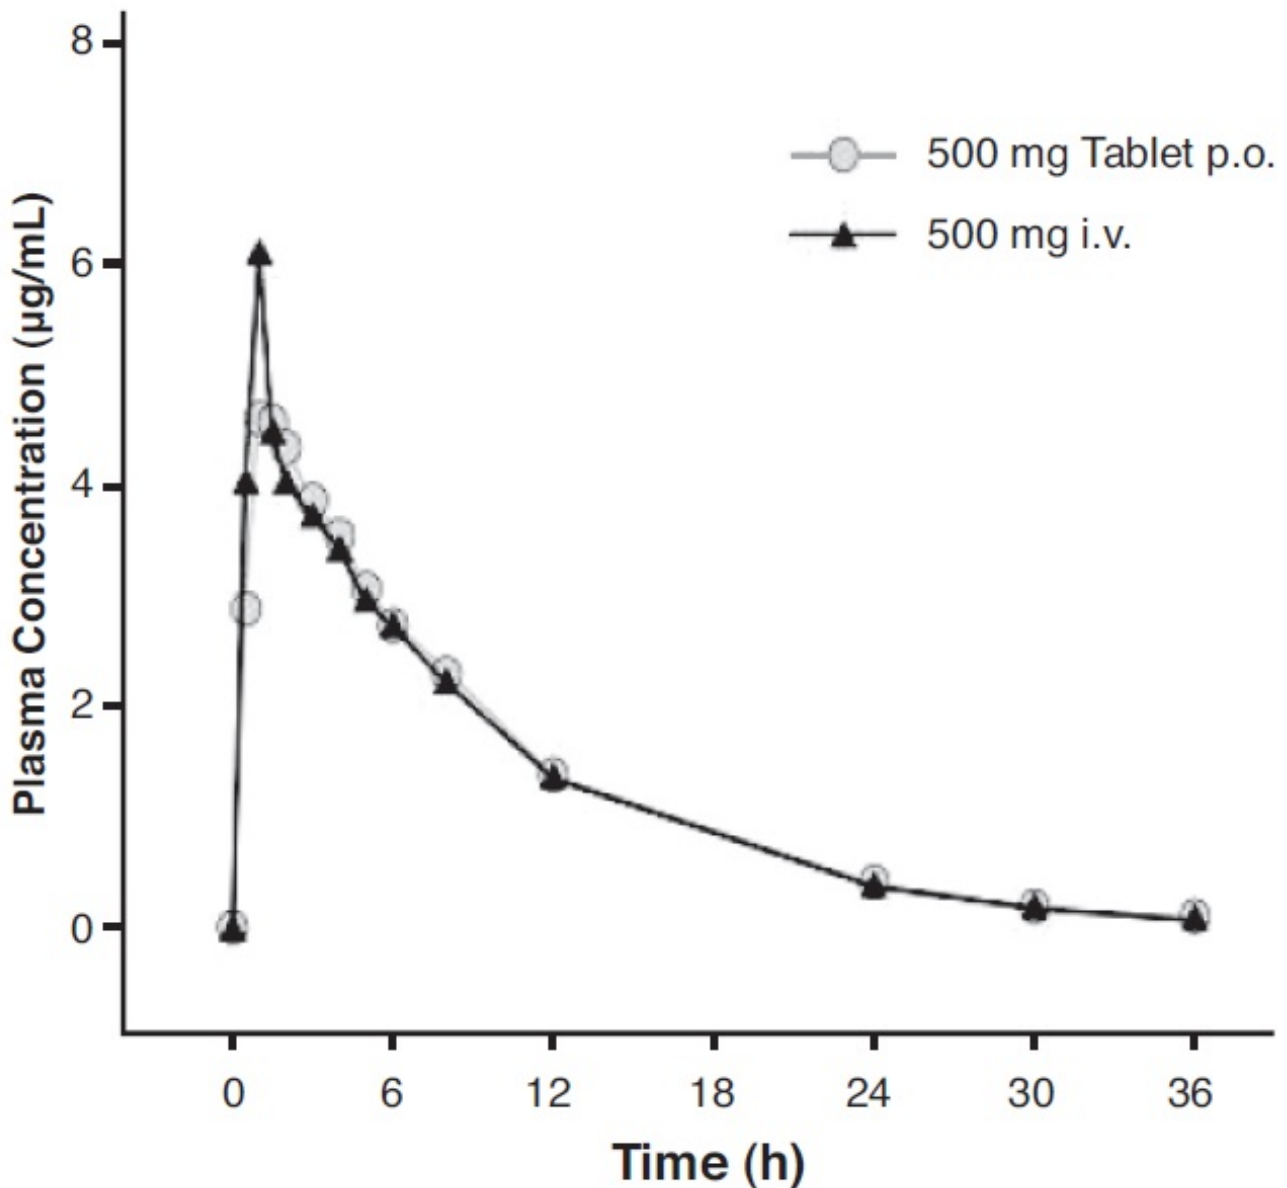 8
6
4
2
0
Plasma Concentration (µg/mL)
500 mg Tablet p.o.
500 mg i.v.
0 6 12 18 24 30 36
Time (h)